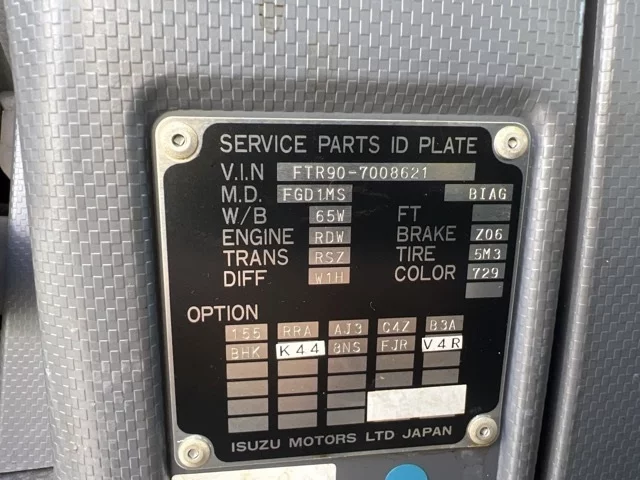 SERVICE PARTS ID PLATE
V.I.N FTR90-7008621
M.D. FGD1MS BIAG
W/B 65W FT
ENGINE RDW BRAKE Z06
TRANS RSZ TIRE 5M3
DIFF W1H COLOR 729
OPTION
155 RRA AJ3 C4Z B3A
BHK K44 8NS FJR V4R
ISUZU MOTORS LTD JAPAN